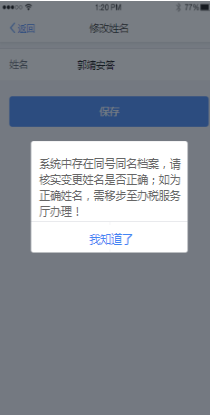 1:20 PM 77%
返回 修改姓名
姓名 郭靖安答
保存
系统中存在同号同名档案，请
核实变更姓名是否正确；如为
正确姓名，需移步至办税服务
厅办理！
我知道了